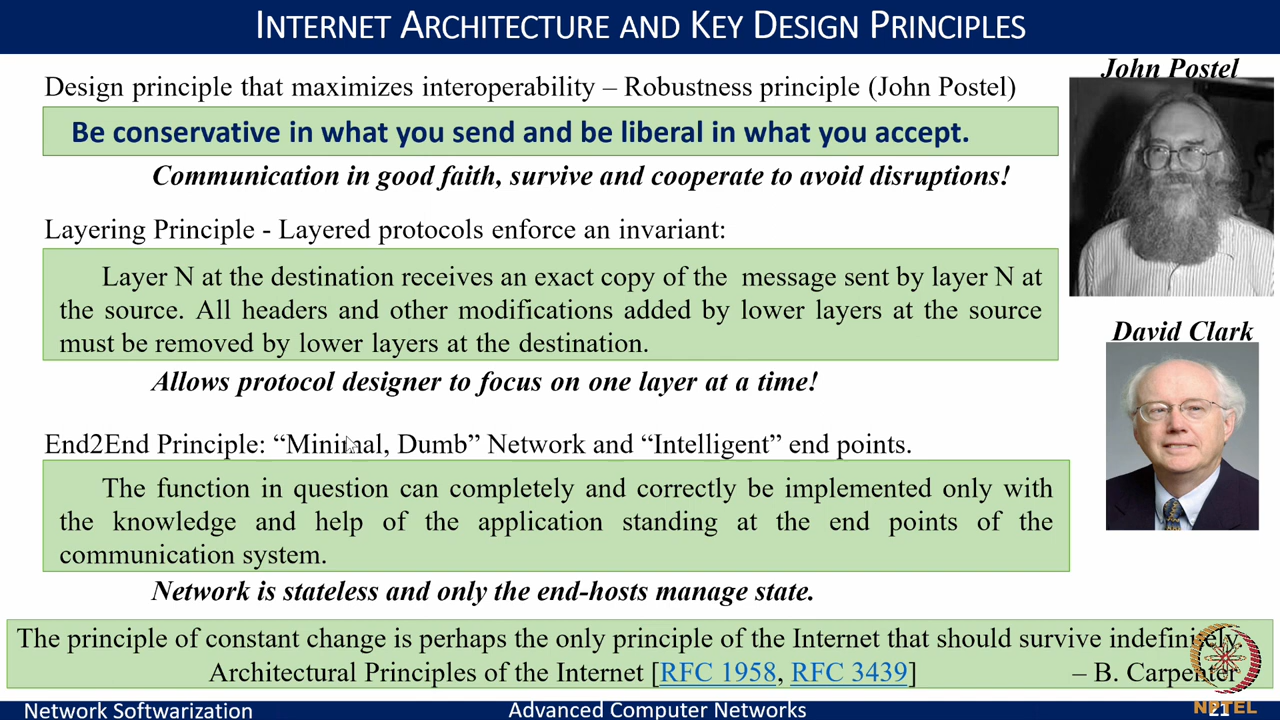 INTERNET ARCHITECTURE AND KEY DESIGN PRINCIPLES
John Postel
Design principle that maximizes interoperability – Robustness principle (John Postel)
Be conservative in what you send and be liberal in what you accept.
Communication in good faith, survive and cooperate to avoid disruptions!
Layering Principle - Layered protocols enforce an invariant:
Layer N at the destination receives an exact copy of the message sent by layer N at
the source. All headers and other modifications added by lower layers at the source
must be removed by lower layers at the destination.
David Clark
Allows protocol designer to focus on one layer at a time!
End2End Principle: “Minimal, Dumb” Network and “Intelligent” end points.
The function in question can completely and correctly be implemented only with
the knowledge and help of the application standing at the end points of the
communication system.
Network is stateless and only the end-hosts manage state.
The principle of constant change is perhaps the only principle of the Internet that should survive indefinitely.
Architectural Principles of the Internet [RFC 1958, RFC 3439] – B. Carpenter
Network Softwarization Advanced Computer Networks 21
NPTEL